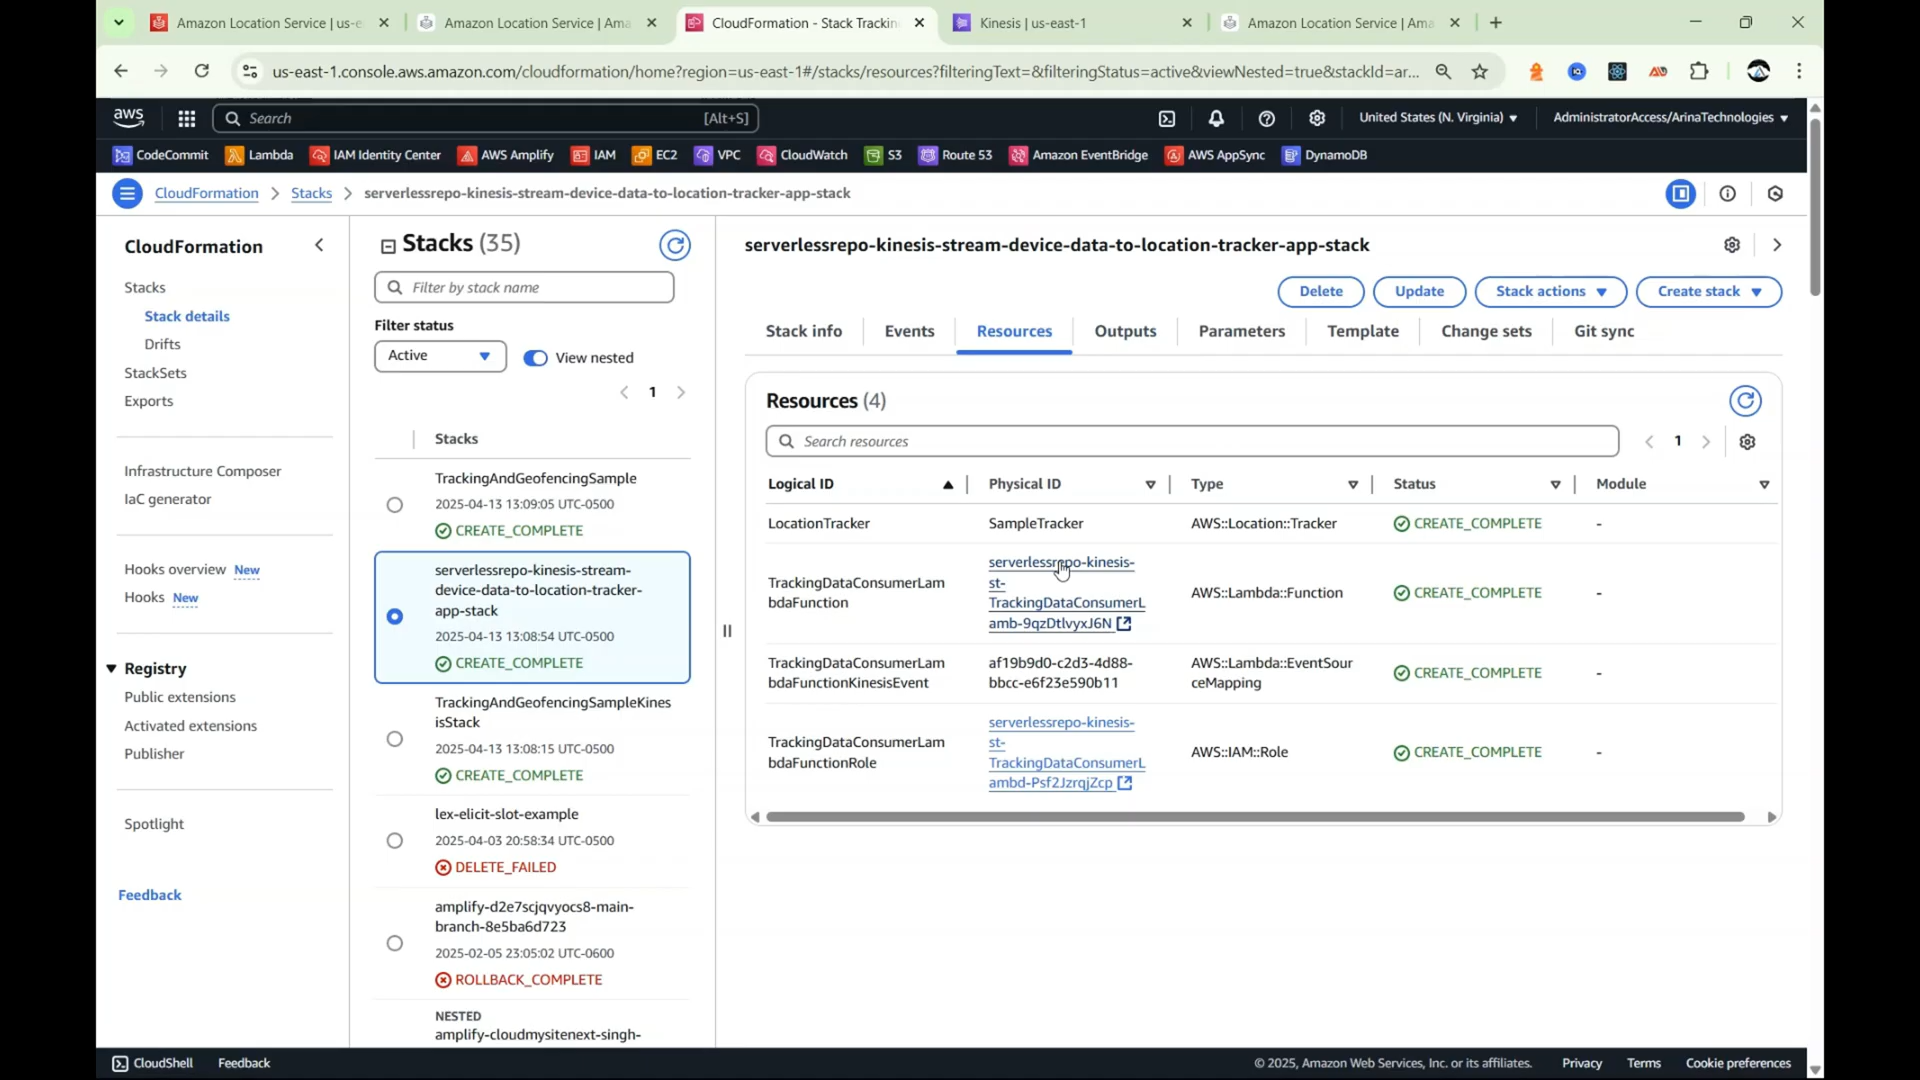 Amazon Location Service | us-e
Amazon Location Service | Ama
CloudFormation - Stack Trackin
Kinesis | us-east-1
Amazon Location Service | Ama
us-east-1.console.aws.amazon.com/cloudformation/home?region=us-east-1#/stacks/resources?filteringText=&filteringStatus=active&viewNested=true&stackId=ar...
aws
Search
[Alt+S]
United States (N. Virginia)
AdministratorAccess/ArinaTechnologies
CodeCommit
Lambda
IAM Identity Center
AWS Amplify
IAM
EC2
VPC
CloudWatch
S3
Route 53
Amazon EventBridge
AWS AppSync
DynamoDB
CloudFormation
Stacks
serverlessrepo-kinesis-stream-device-data-to-location-tracker-app-stack
CloudFormation
Stacks
Stack details
Drifts
StackSets
Exports
Infrastructure Composer
IaC generator
Hooks overview New
Hooks New
Registry
Public extensions
Activated extensions
Publisher
Spotlight
Feedback
Stacks (35)
Filter by stack name
Filter status
Active
View nested
1
Stacks
TrackingAndGeofencingSample
2025-04-13 13:09:05 UTC-0500
CREATE_COMPLETE
serverlessrepo-kinesis-stream-
device-data-to-location-tracker-
app-stack
2025-04-13 13:08:54 UTC-0500
CREATE_COMPLETE
TrackingAndGeofencingSampleKines
isStack
2025-04-13 13:08:15 UTC-0500
CREATE_COMPLETE
lex-elicit-slot-example
2025-04-03 20:58:34 UTC-0500
DELETE_FAILED
amplify-d2e7scjqvyocs8-main-
branch-8e5ba6d723
2025-02-05 23:05:02 UTC-0600
ROLLBACK_COMPLETE
NESTED
amplify-cloudmysitenext-singh-
serverlessrepo-kinesis-stream-device-data-to-location-tracker-app-stack
Delete
Update
Stack actions
Create stack
Stack info
Events
Resources
Outputs
Parameters
Template
Change sets
Git sync
Resources (4)
Search resources
1
Logical ID
Physical ID
Type
Status
Module
LocationTracker
SampleTracker
AWS::Location::Tracker
CREATE_COMPLETE
-
TrackingDataConsumerLam
bdaFunction
serverlessrepo-kinesis-
st-
TrackingDataConsumerL
amb-9qzDtlvyxJ6N
AWS::Lambda::Function
CREATE_COMPLETE
-
TrackingDataConsumerLam
bdaFunctionKinesisEvent
af19b9d0-c2d3-4d88-
bbcc-e6f23e590b11
AWS::Lambda::EventSour
ceMapping
CREATE_COMPLETE
-
TrackingDataConsumerLam
bdaFunctionRole
serverlessrepo-kinesis-
st-
TrackingDataConsumerL
ambd-Psf2JzrqjZcp
AWS::IAM::Role
CREATE_COMPLETE
-
CloudShell
Feedback
© 2025, Amazon Web Services, Inc. or its affiliates.
Privacy
Terms
Cookie preferences